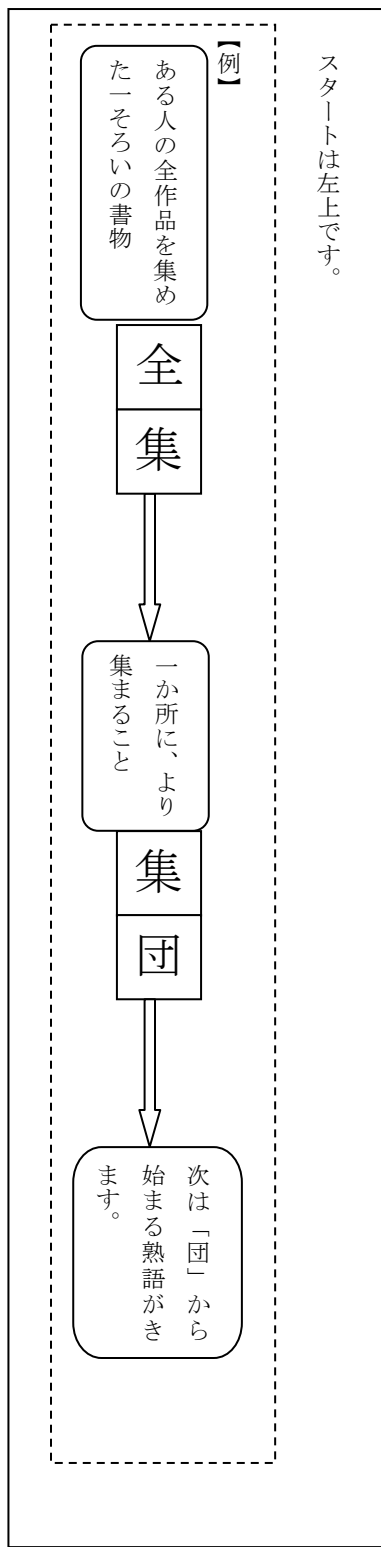 スタートは左上です。
【例】
ある人の全作品を集め
た一そろいの書物
全
集
一か所に、より
集まること
集
団
次は「団」から
始まる熟語がき
ます。